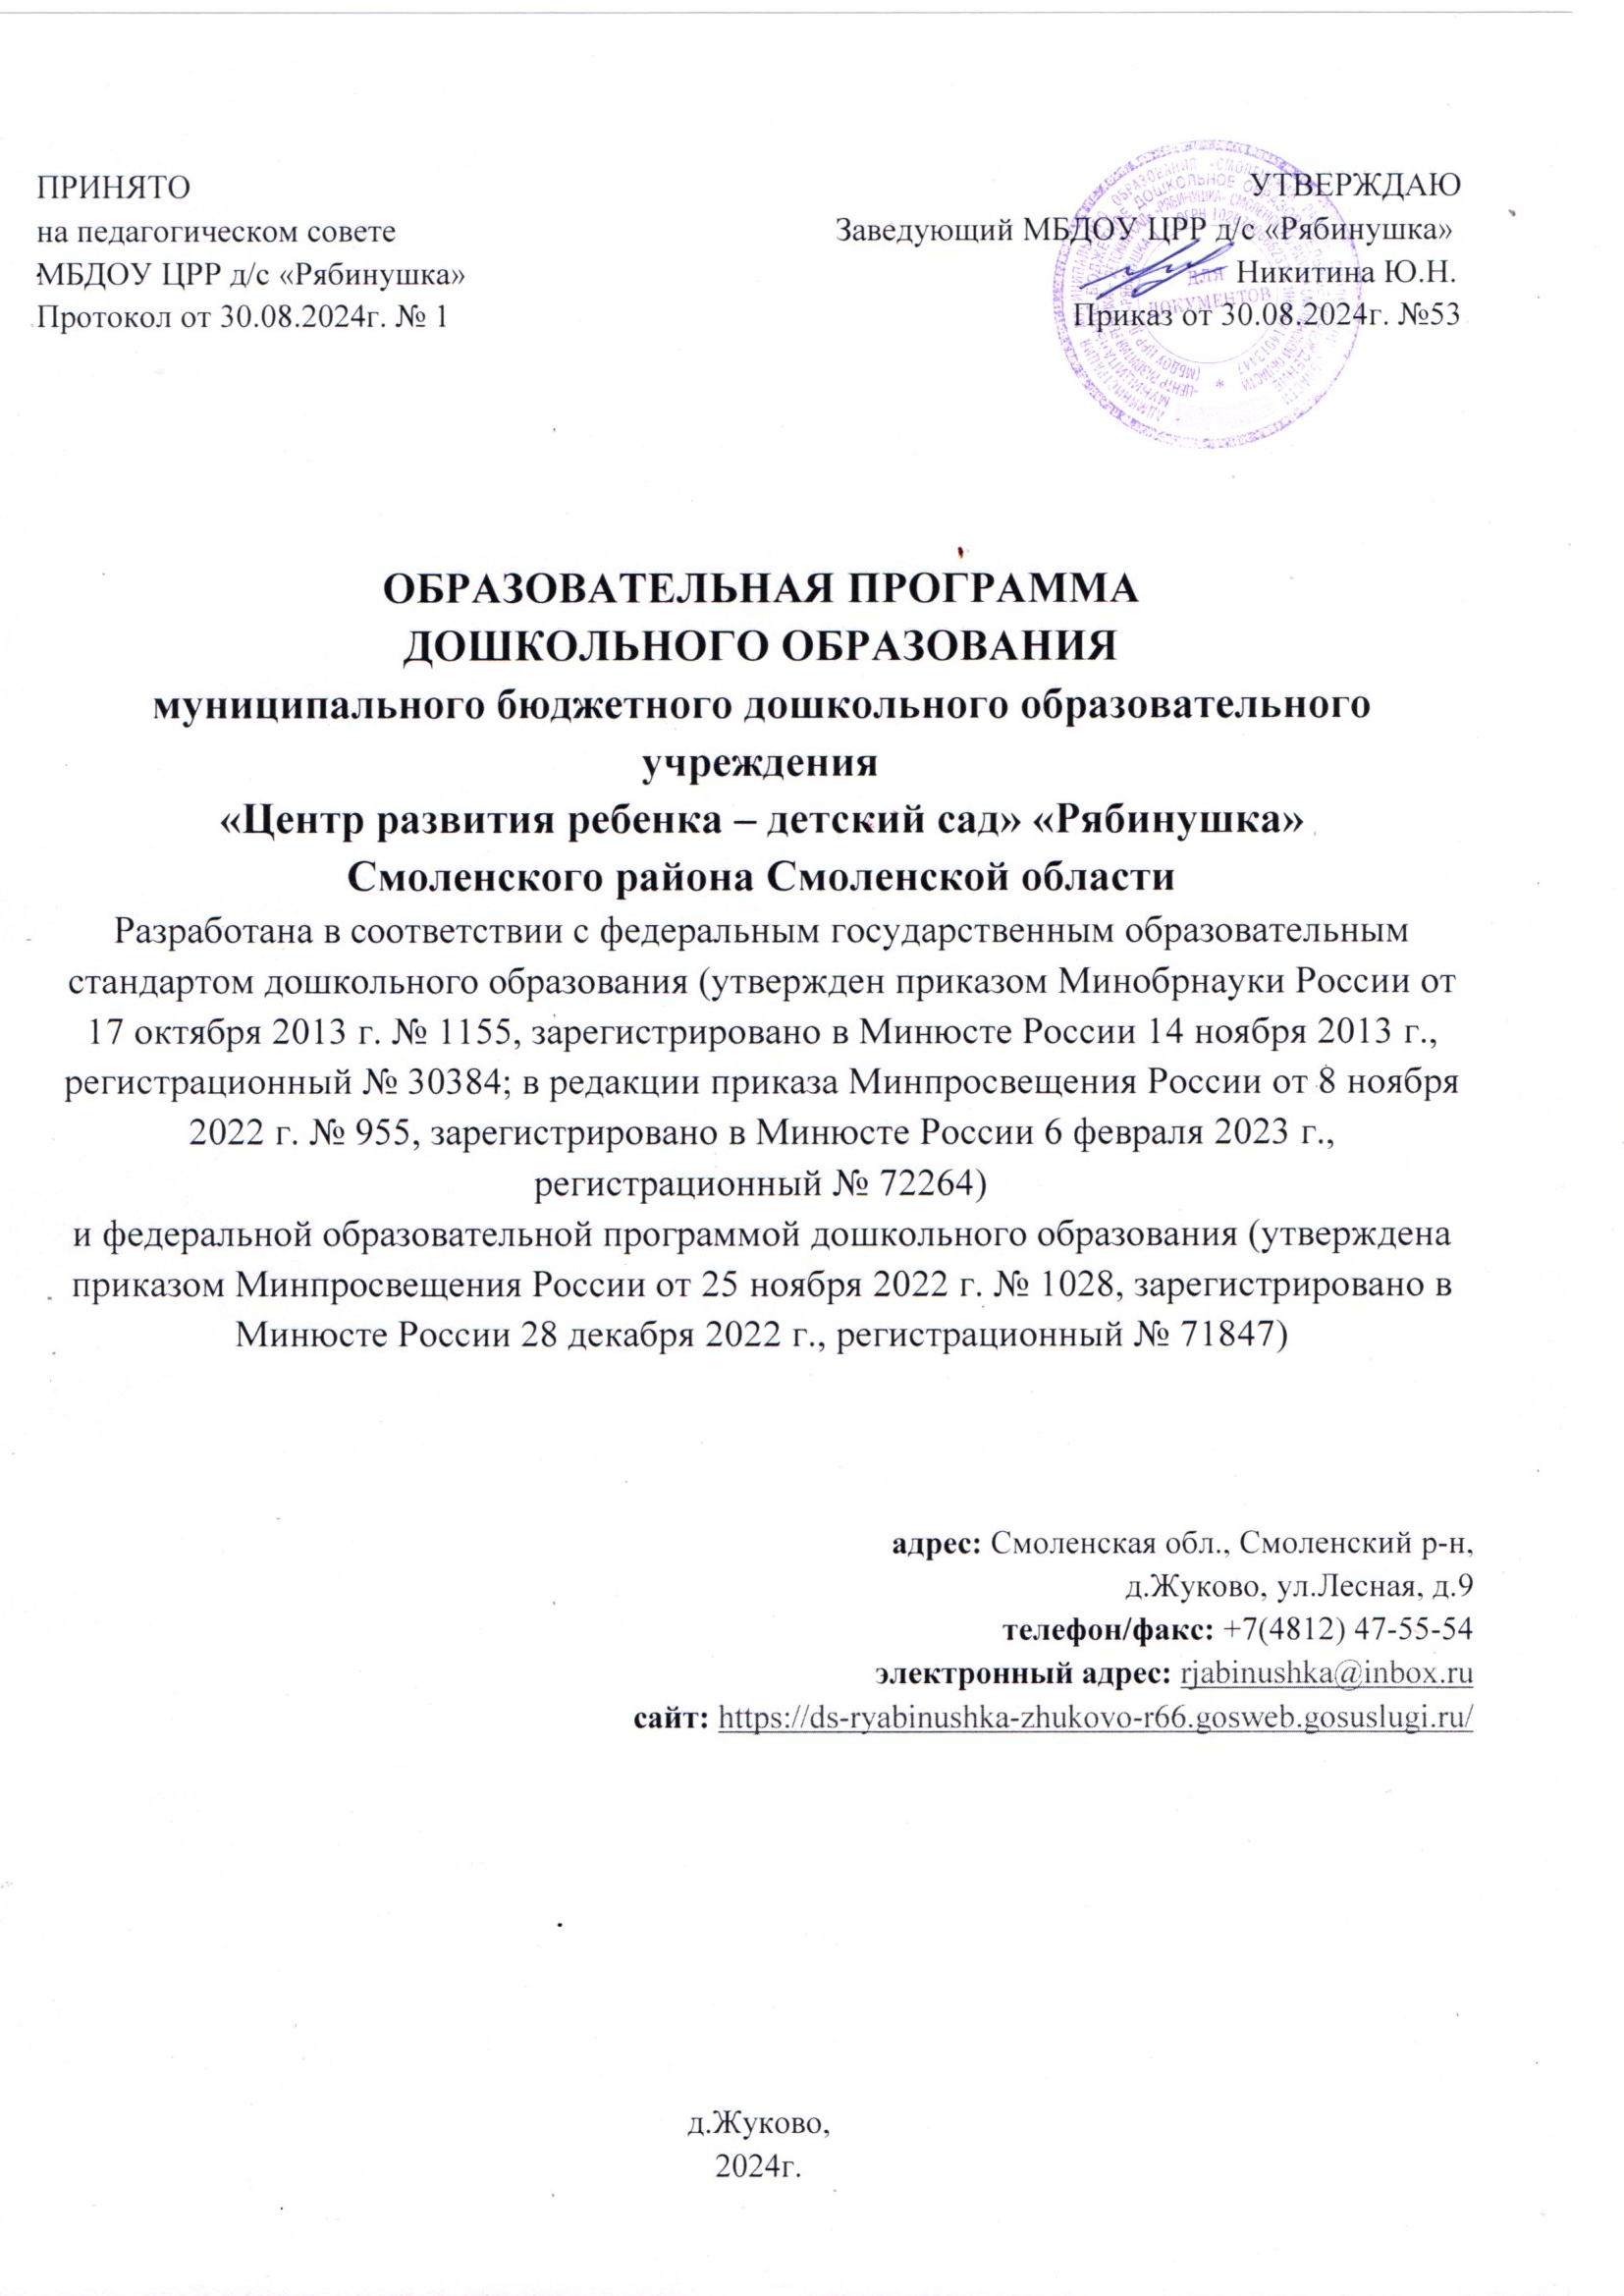 ПРИНЯТО
на педагогическом совете
МБДОУ ЦРР д/с «Рябинушка»
Протокол от 30.08.2024г. № 1
УТВЕРЖДАЮ
Заведующий МБДОУ ЦРР д/с «Рябинушка»
Никитина Ю.Н.
Приказ от 30.08.2024г. №53
ДЛЯ
ДОКУМЕНТОВ
ОБРАЗОВАТЕЛЬНАЯ ПРОГРАММА
ДОШКОЛЬНОГО ОБРАЗОВАНИЯ
муниципального бюджетного дошкольного образовательного
учреждения
«Центр развития ребенка – детский сад» «Рябинушка»
Смоленского района Смоленской области
Разработана в соответствии с федеральным государственным образовательным
стандартом дошкольного образования (утвержден приказом Минобрнауки России от
17 октября 2013 г. № 1155, зарегистрировано в Минюсте России 14 ноября 2013 г.,
регистрационный № 30384; в редакции приказа Минпросвещения России от 8 ноября
2022 г. № 955, зарегистрировано в Минюсте России 6 февраля 2023 г.,
регистрационный № 72264)
и федеральной образовательной программой дошкольного образования (утверждена
приказом Минпросвещения России от 25 ноября 2022 г. № 1028, зарегистрировано в
Минюсте России 28 декабря 2022 г., регистрационный № 71847)
адрес: Смоленская обл., Смоленский р-н,
д.Жуково, ул.Лесная, д.9
телефон/факс: +7(4812) 47-55-54
электронный адрес: rjabinushka@inbox.ru
сайт: https://ds-ryabinushka-zhukovo-r66.gosweb.gosuslugi.ru/
д.Жуково,
2024г.